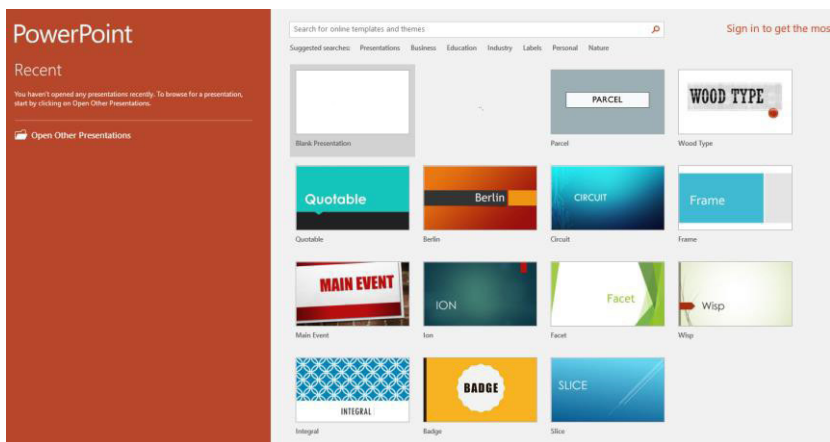 PowerPoint
Recent
You haven't opened any presentations recently. To browse for a presentation,
start by clicking on Open Other Presentations.
Open Other Presentations
Search for online templates and themes
Sign in to get the mos
Suggested searches: Presentations Business Education Industry Labels Personal Nature
PARCEL
WOOD TYPE
Blank Presentation
Parcel
Wood Type
Quotable
Berlin
CIRCUIT
Frame
Quotable
Berlin
Circuit
Frame
MAIN EVENT
ION
Facet
Wisp
Main Event
Ion
Facet
Wisp
INTEGRAL
BADGE
SLICE
Integral
Badge
Slice